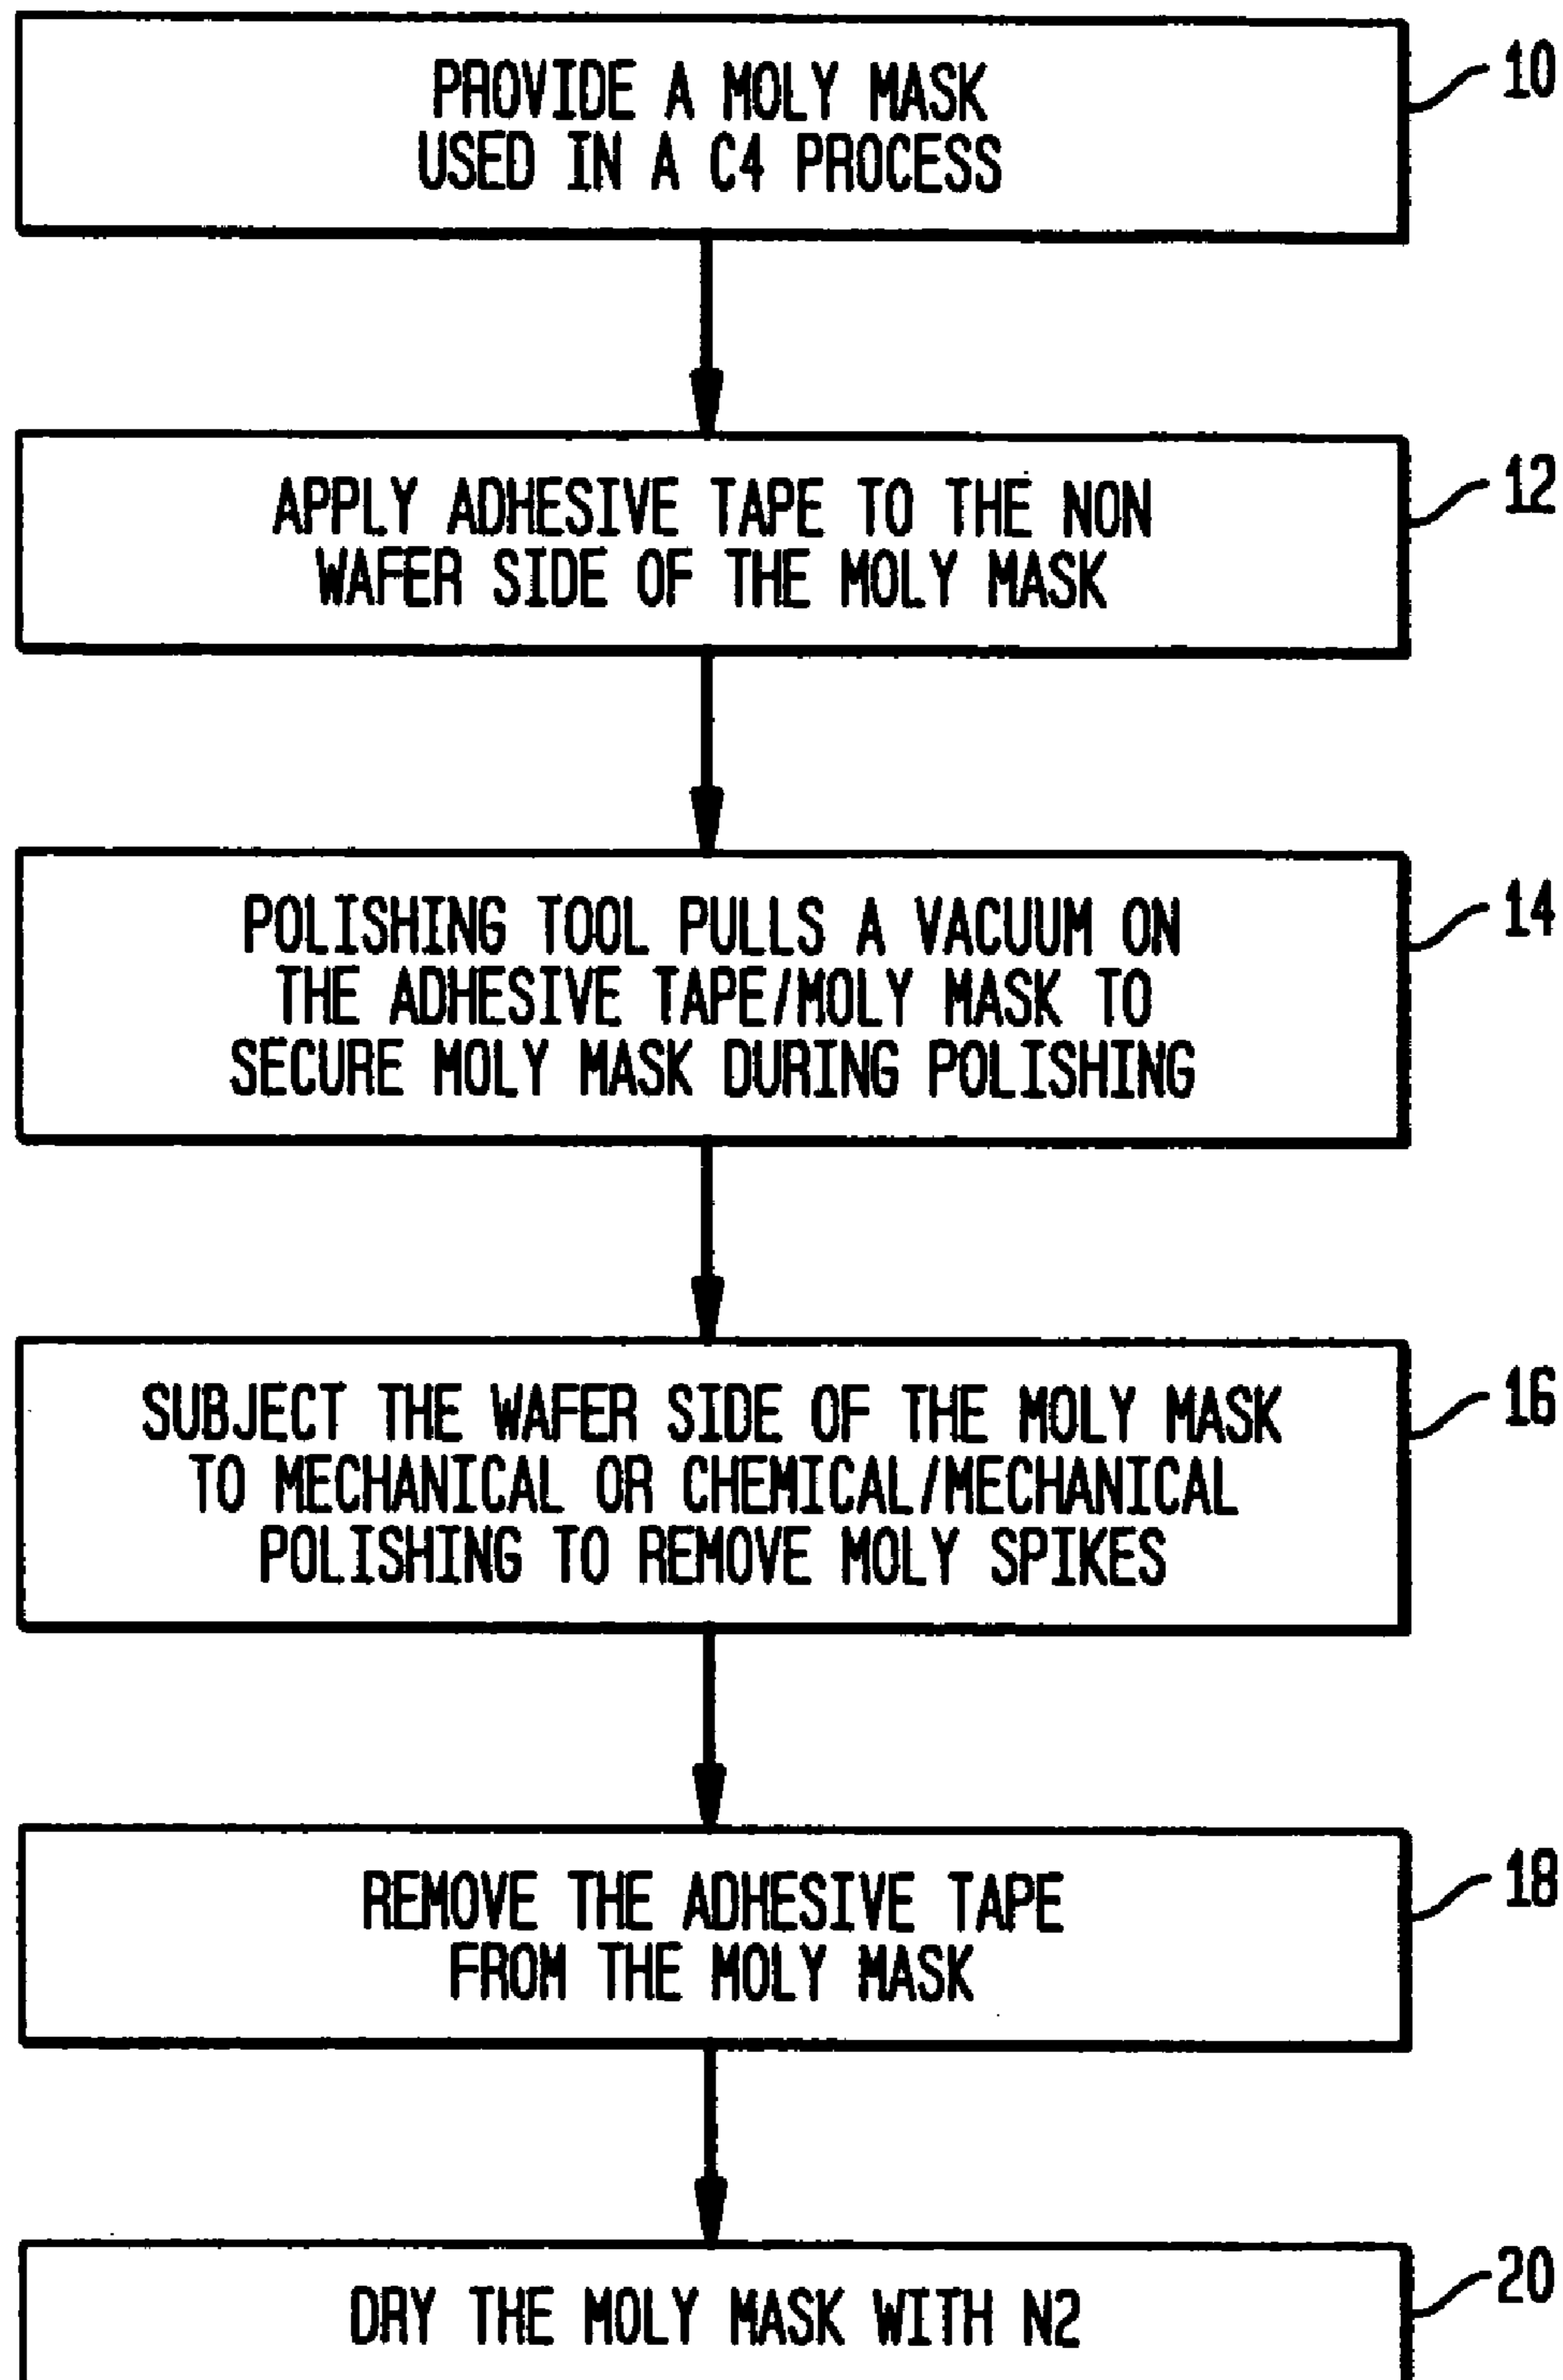 PROVIDE A MOLY MASK
USED IN A C4 PROCESS
10
APPLY ADHESIVE TAPE TO THE NON
WAFER SIDE OF THE MOLY MASK
12
POLISHING TOOL PULLS A VACUUM ON
THE ADHESIVE TAPE/MOLY MASK TO
SECURE MOLY MASK DURING POLISHING
14
SUBJECT THE WAFER SIDE OF THE MOLY MASK
TO MECHANICAL OR CHEMICAL/MECHANICAL
POLISHING TO REMOVE MOLY SPIKES
16
REMOVE THE ADHESIVE TAPE
FROM THE MOLY MASK
18
DRY THE MOLY MASK WITH N2
20